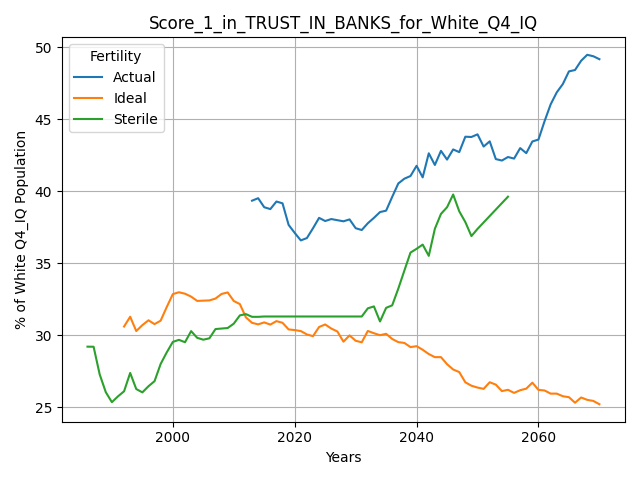 Score_1_in_TRUST_IN_BANKS_for_White_Q4_IQ
Fertility
Actual
Ideal
Sterile
% of White Q4_IQ Population
50
45
40
35
30
25
2000
2020
2040
2060
Years